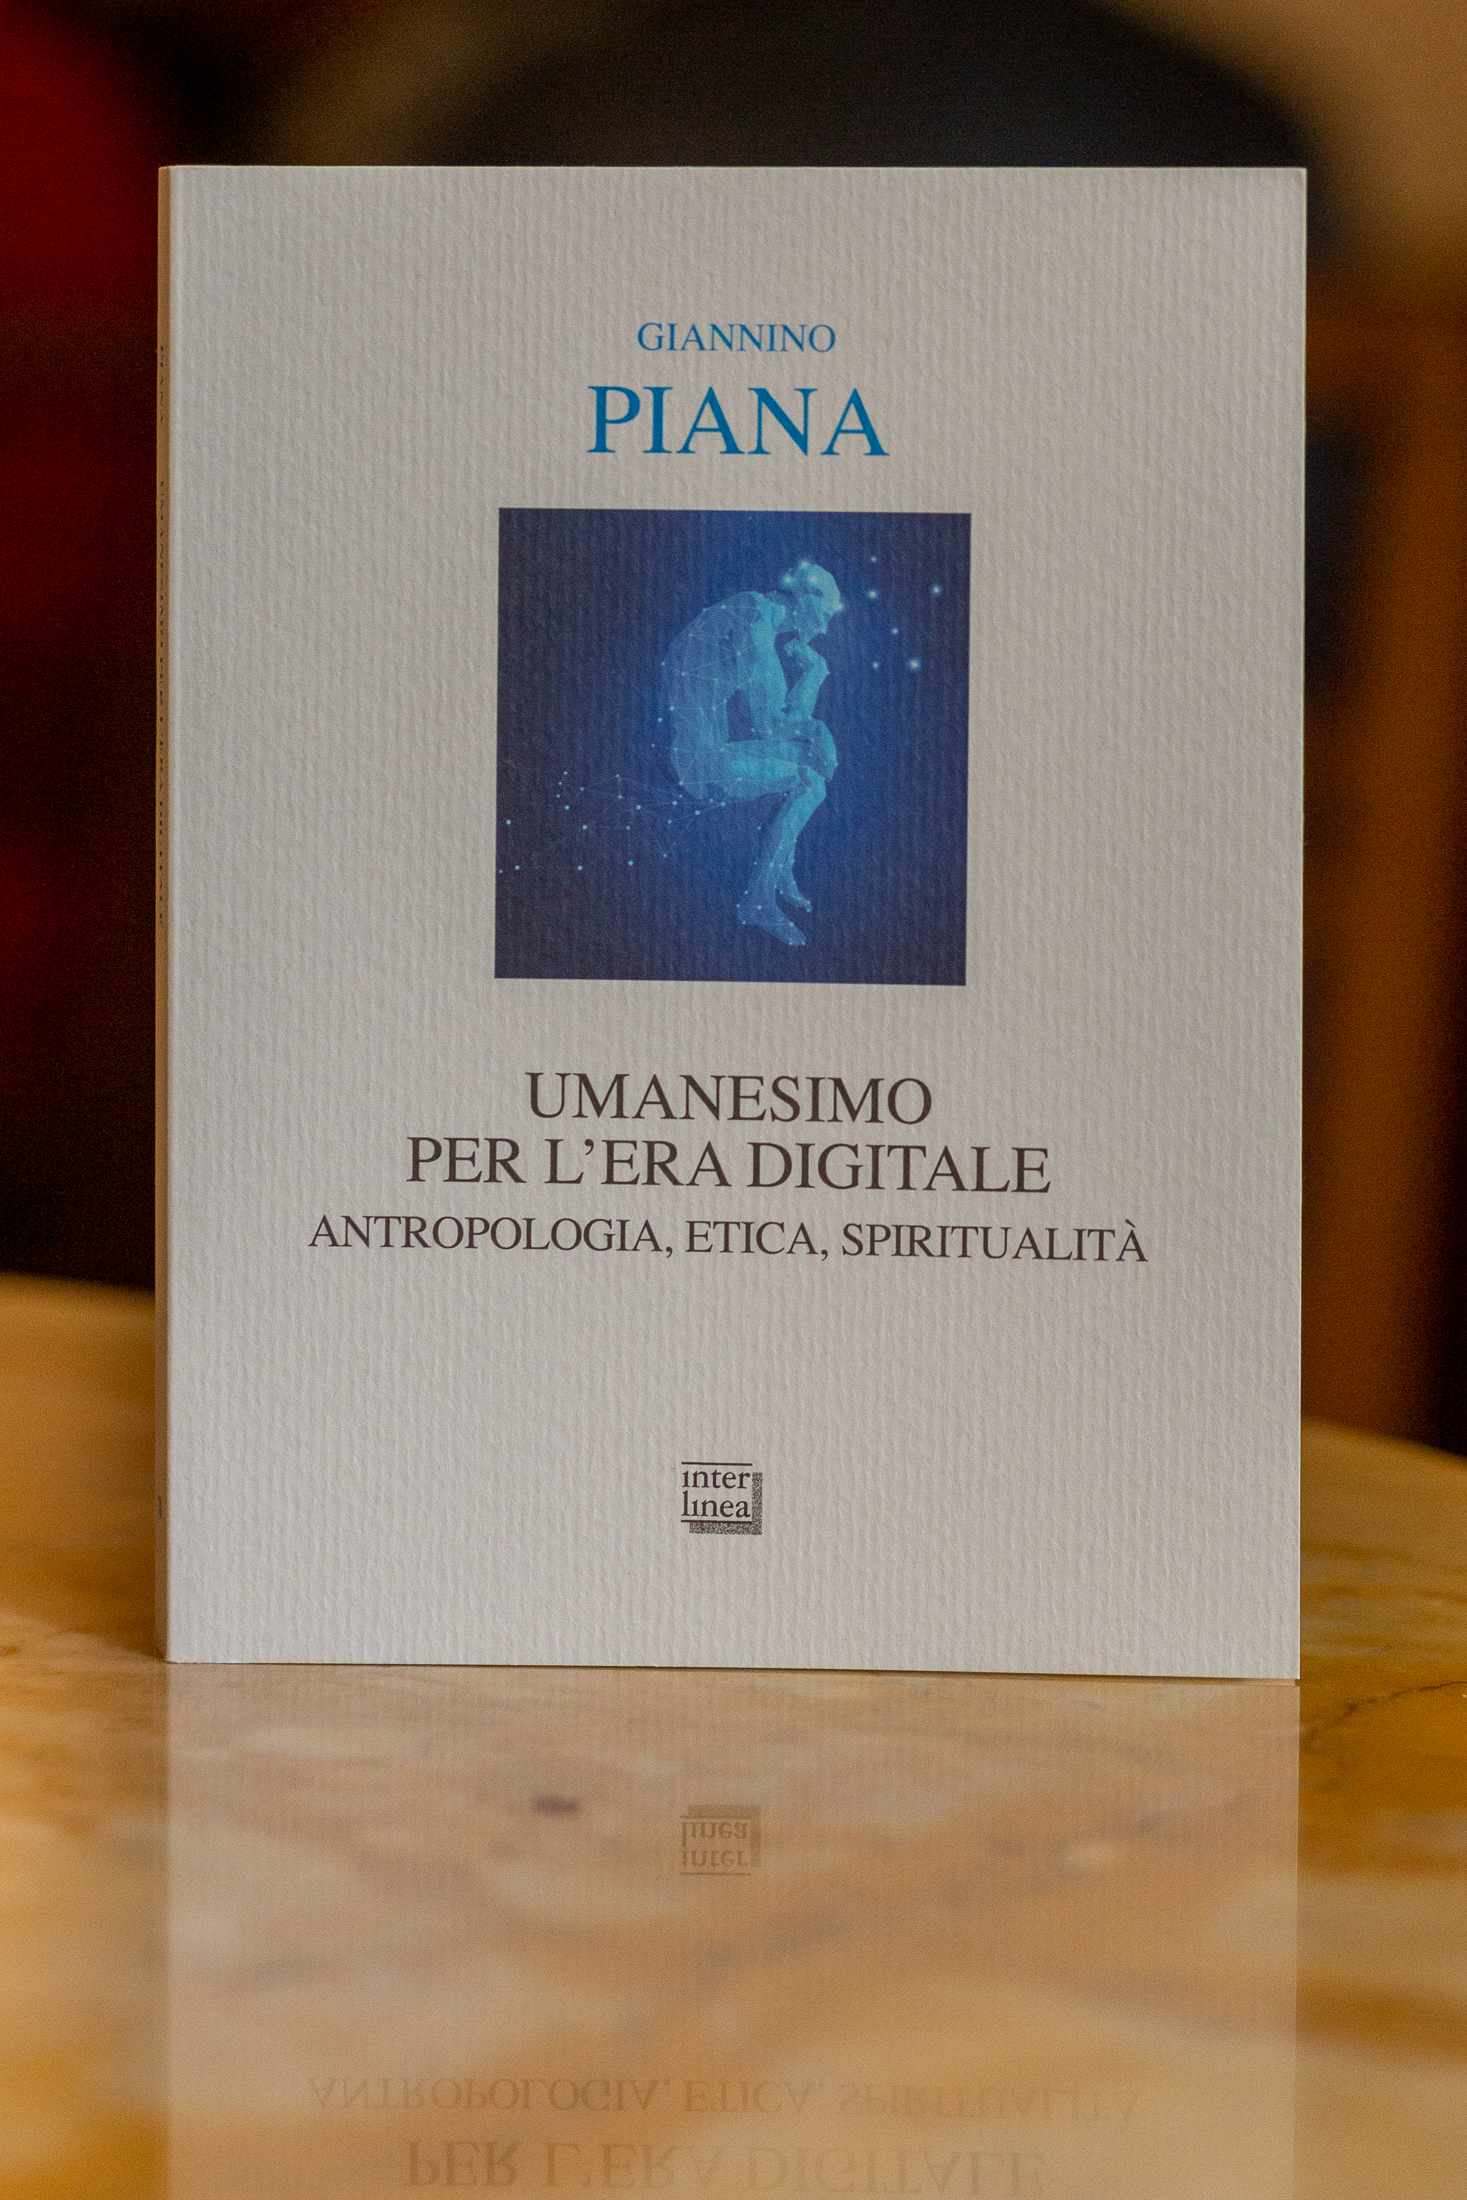 GIANNINO
PIANA
UMANESIMO
PER L'ERA DIGITALE
ANTROPOLOGIA, ETICA, SPIRITUALITÀ
inter
linea